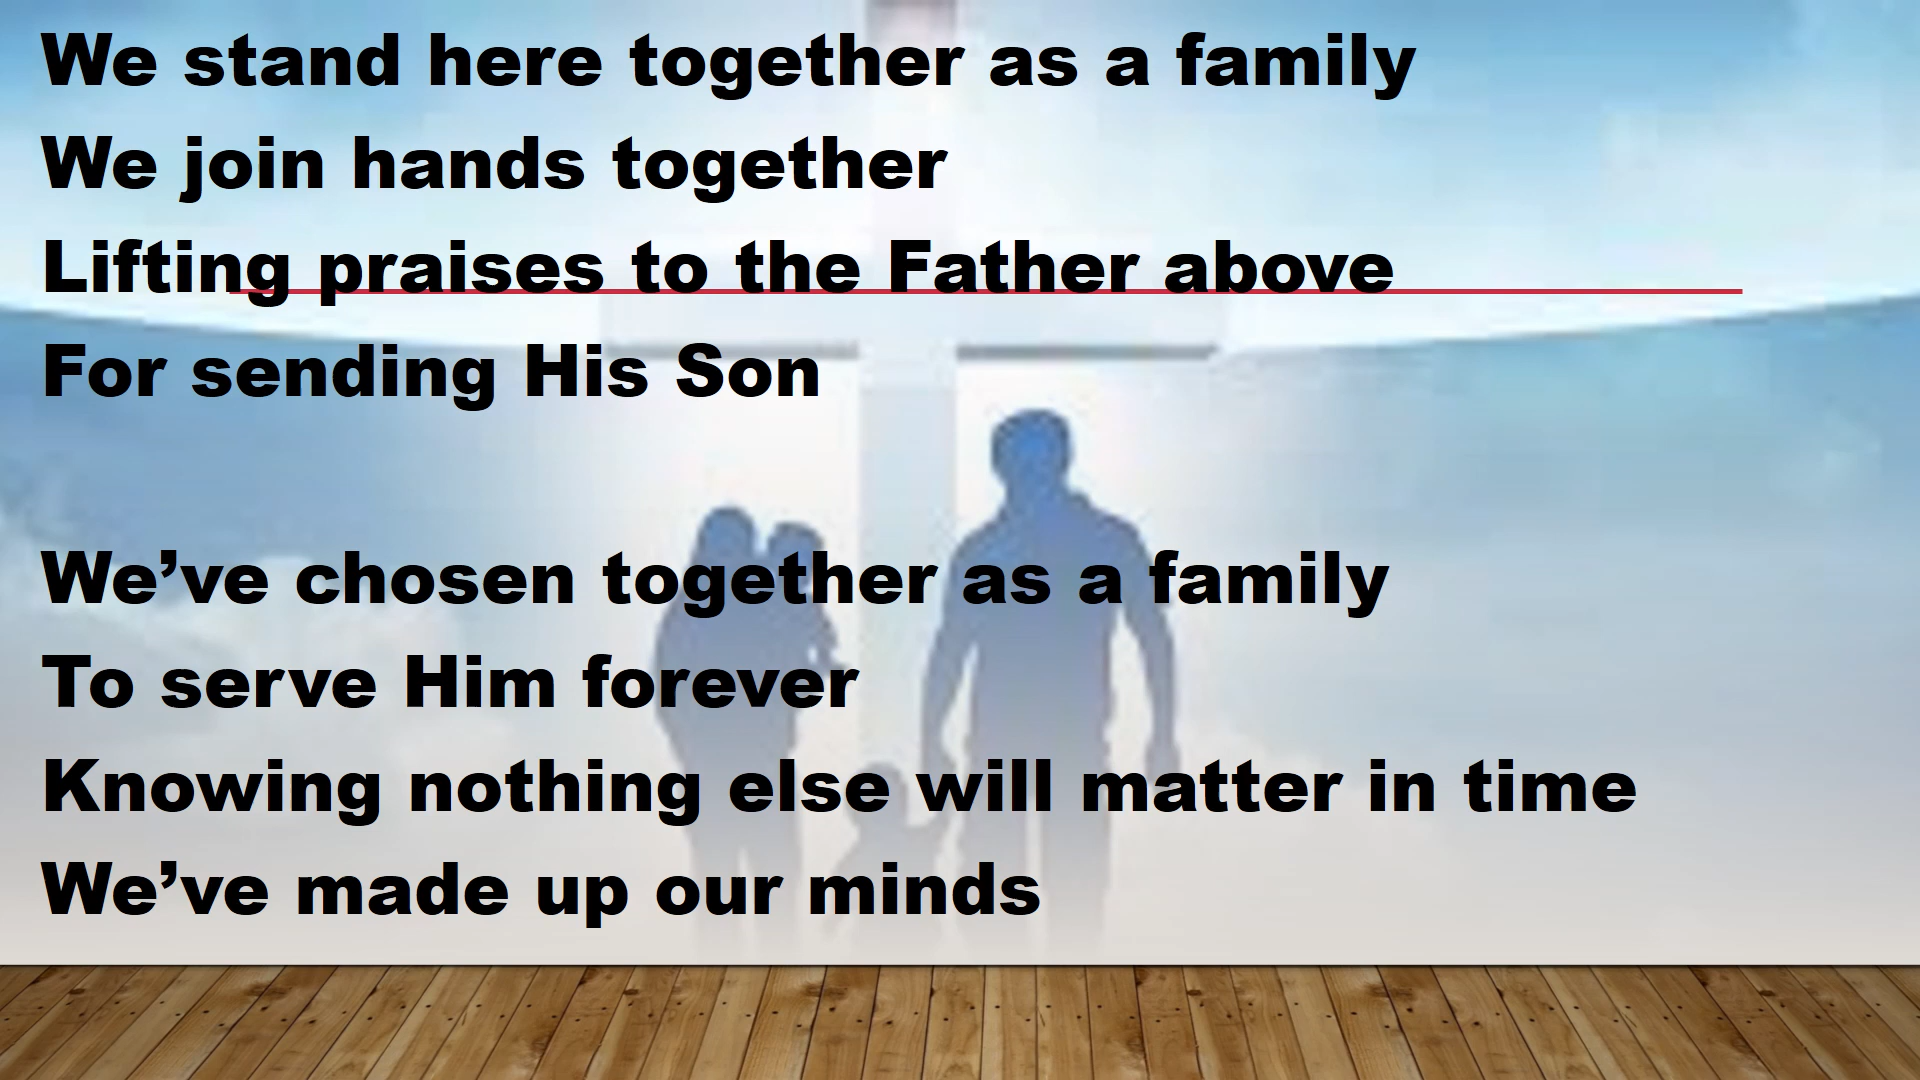 We stand here together as a family
We join hands together
Lifting praises to the Father above
For sending His Son
We’ve chosen together as a family
To serve Him forever
Knowing nothing else will matter in time
We’ve made up our minds